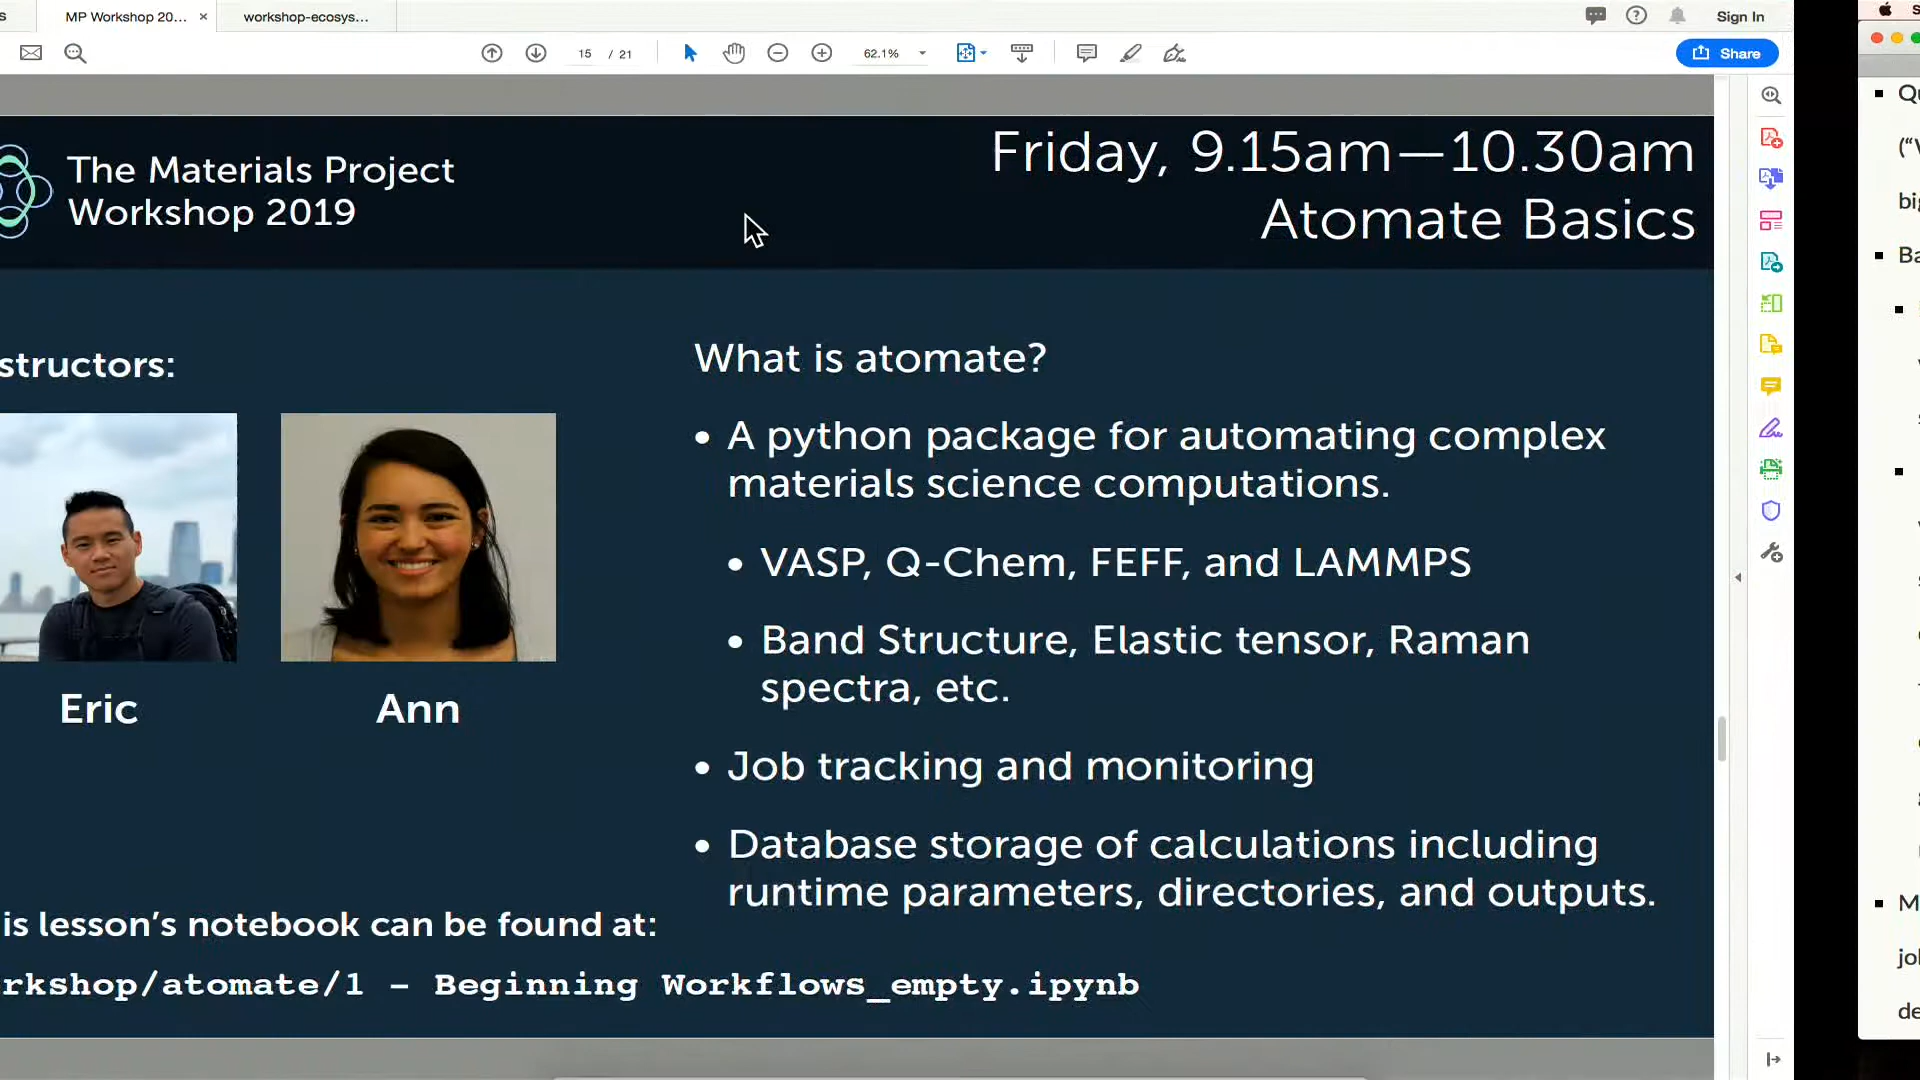 MP Workshop 20... ×
workshop-ecosys...
Sign In
15 / 21
62.1%
Share
The Materials Project
Workshop 2019
Friday, 9.15am—10.30am
Atomate Basics
structors:
Eric
Ann
What is atomate?
• A python package for automating complex
materials science computations.
• VASP, Q-Chem, FEFF, and LAMMPS
• Band Structure, Elastic tensor, Raman
spectra, etc.
• Job tracking and monitoring
• Database storage of calculations including
runtime parameters, directories, and outputs.
is lesson’s notebook can be found at:
rkshop/atomate/1 - Beginning Workflows_empty.ipynb